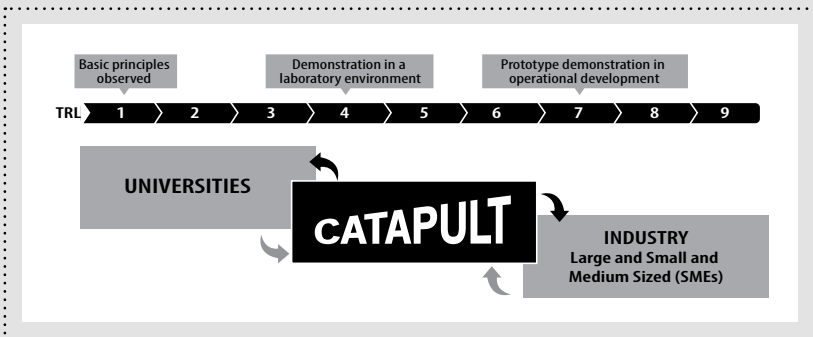 Basic principles
observed
Demonstration in a
laboratory environment
Prototype demonstration in
operational development
TRL 1 2 3 4 5 6 7 8 9
UNIVERSITIES
CATAPULT
INDUSTRY
Large and Small and
Medium Sized (SMEs)